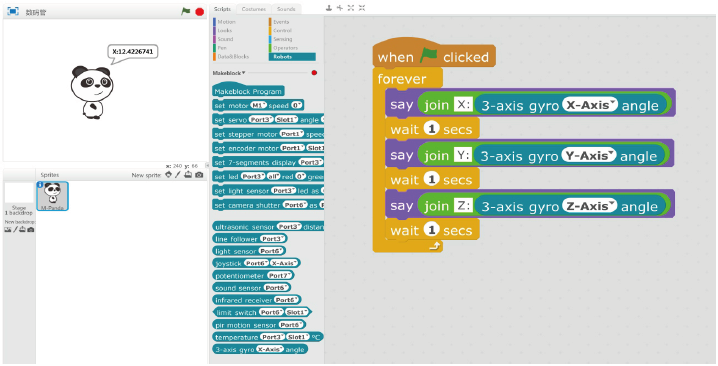 数码管
X:12.4226741
x: 240 y: 66
Sprites
New sprite:
Stage
1 backdrop
New backdrop
M-Panda
Scripts
Costumes
Sounds
Motion
Looks
Sound
Pen
Data&Blocks
Events
Control
Sensing
Operators
Robots
Makeblock
Makeblock Program
set motor M1 speed 0
set servo Port3 Slot1 angle
set stepper motor Port1 speed
set encoder motor Port1 Slot1
set 7-segments display Port3
set led Port3 all red 0 green
set light sensor Port3 led as
set camera shutter Port6 as
ultrasonic sensor Port3 distan
line follower Port3
light sensor Port6
joystick Port6 X-Axis
potentiometer Port7
sound sensor Port6
infrared receiver Port6
limit switch Port6 Slot1
pir motion sensor Port6
temperature Port3 Slot1 °C
3-axis gyro X-Axis angle
when clicked
forever
say join X: 3-axis gyro X-Axis angle
wait 1 secs
say join Y: 3-axis gyro Y-Axis angle
wait 1 secs
say join Z: 3-axis gyro Z-Axis angle
wait 1 secs